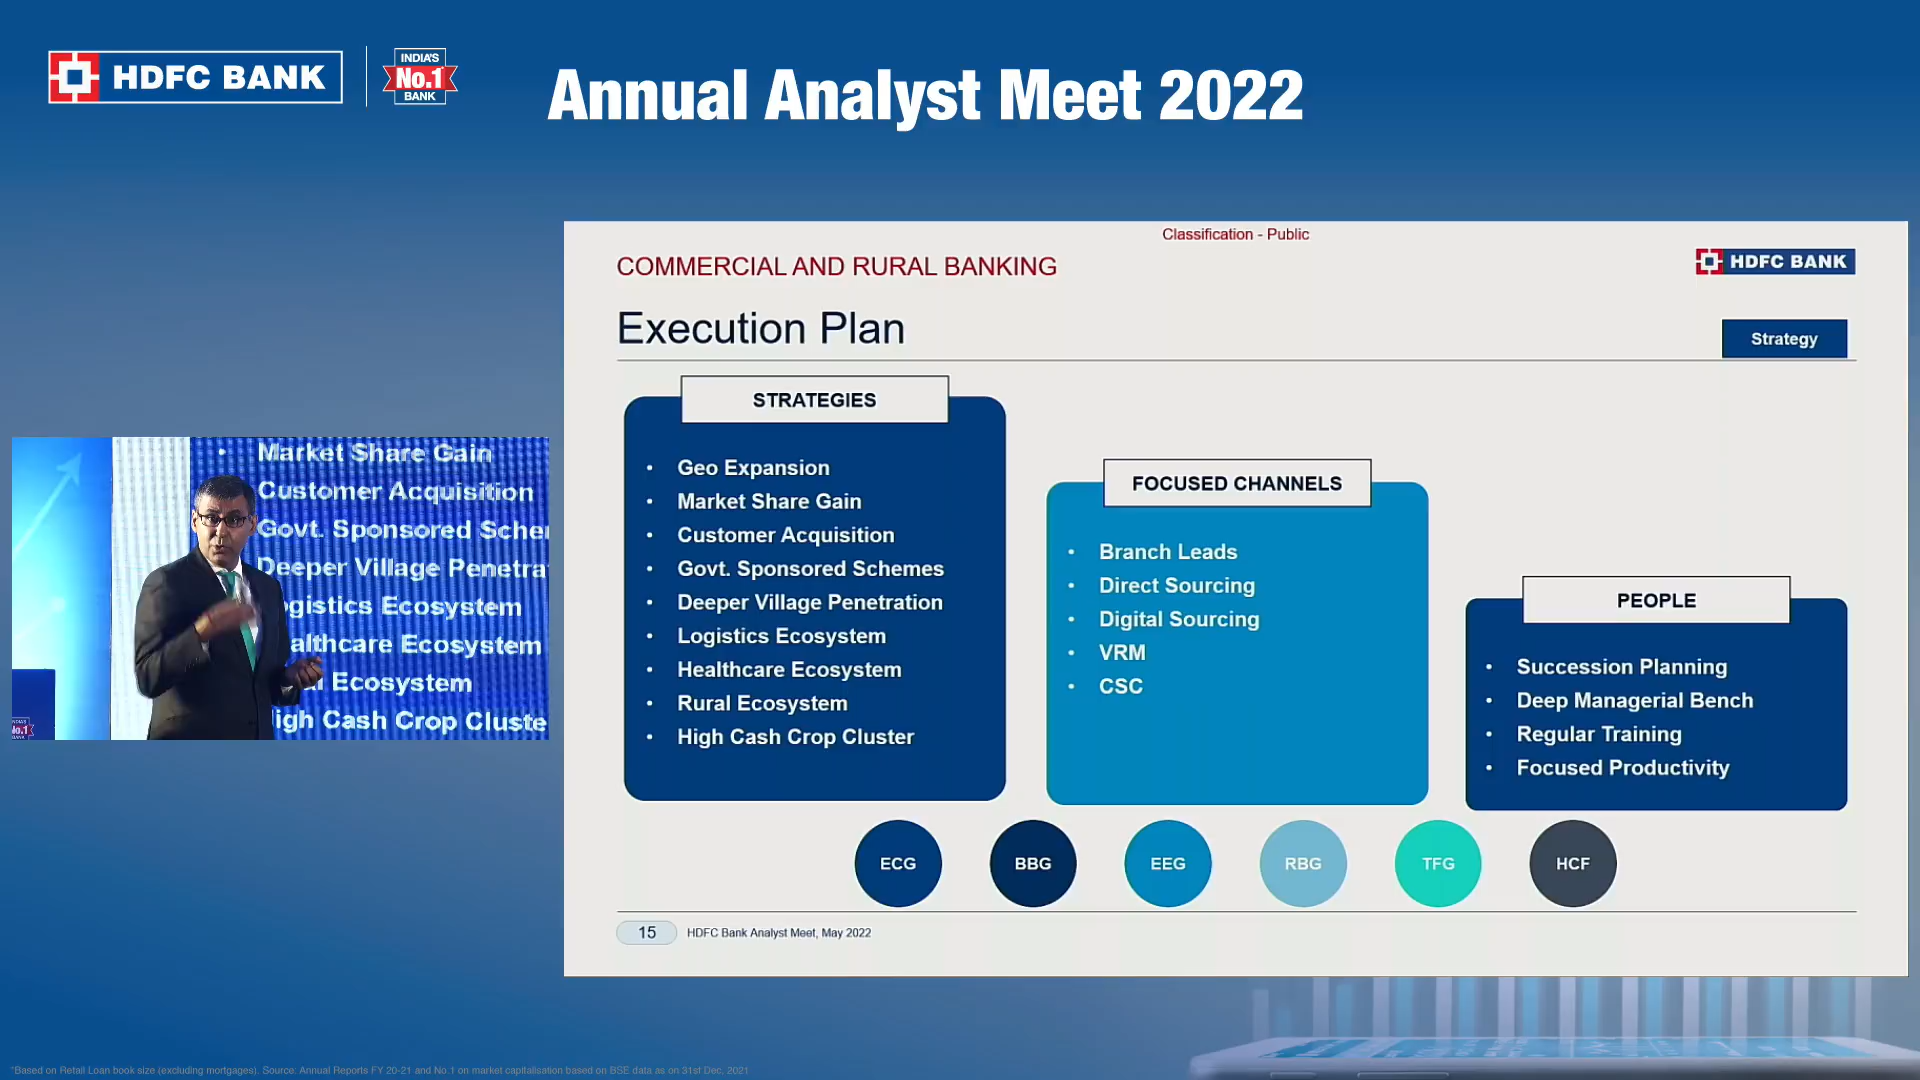 HDFC BANK
INDIA'S
No.1
BANK
Annual Analyst Meet 2022
Classification - Public
COMMERCIAL AND RURAL BANKING
HDFC BANK
Execution Plan
Strategy
STRATEGIES
• Geo Expansion
• Market Share Gain
• Customer Acquisition
• Govt. Sponsored Schemes
• Deeper Village Penetration
• Logistics Ecosystem
• Healthcare Ecosystem
• Rural Ecosystem
• High Cash Crop Cluster
FOCUSED CHANNELS
• Branch Leads
• Direct Sourcing
• Digital Sourcing
• VRM
• CSC
PEOPLE
• Succession Planning
• Deep Managerial Bench
• Regular Training
• Focused Productivity
ECG
BBG
EEG
RBG
TFG
HCF
15
HDFC Bank Analyst Meet, May 2022
• Market Share Gain
Customer Acquisition
Govt. Sponsored Scher
Deeper Village Penetra
ogistics Ecosystem
althcare Ecosystem
al Ecosystem
igh Cash Crop Cluste
No.1
BANK
*Based on Retail Loan book size (excluding mortgages). Source: Annual Reports FY 20-21 and No.1 on market capitalisation based on BSE data as on 31st Dec, 2021